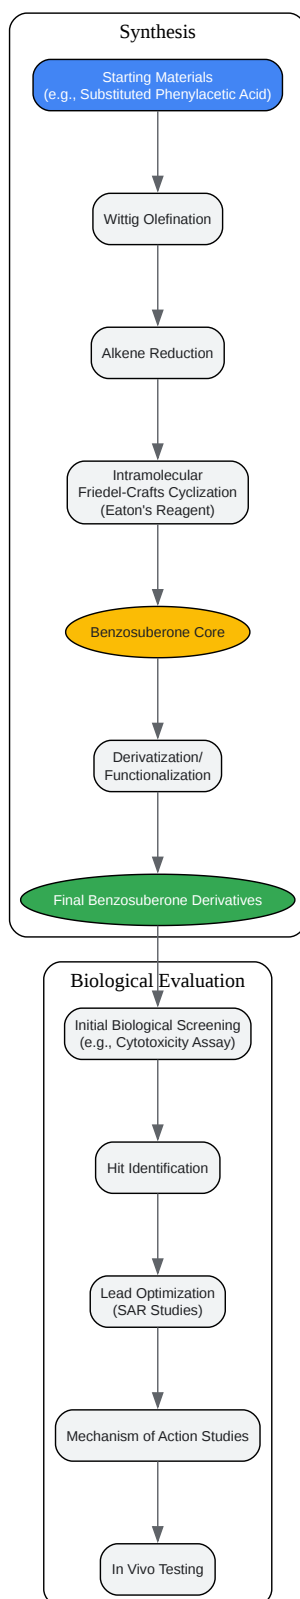 Synthesis
Starting Materials
(e.g., Substituted Phenylacetic Acid)
Wittig Olefination
Alkene Reduction
Intramolecular
Friedel-Crafts Cyclization
(Eaton's Reagent)
Benzosuberone Core
Derivatization/
Functionalization
Final Benzosuberone Derivatives
Biological Evaluation
Initial Biological Screening
(e.g., Cytotoxicity Assay)
Hit Identification
Lead Optimization
(SAR Studies)
Mechanism of Action Studies
In Vivo Testing